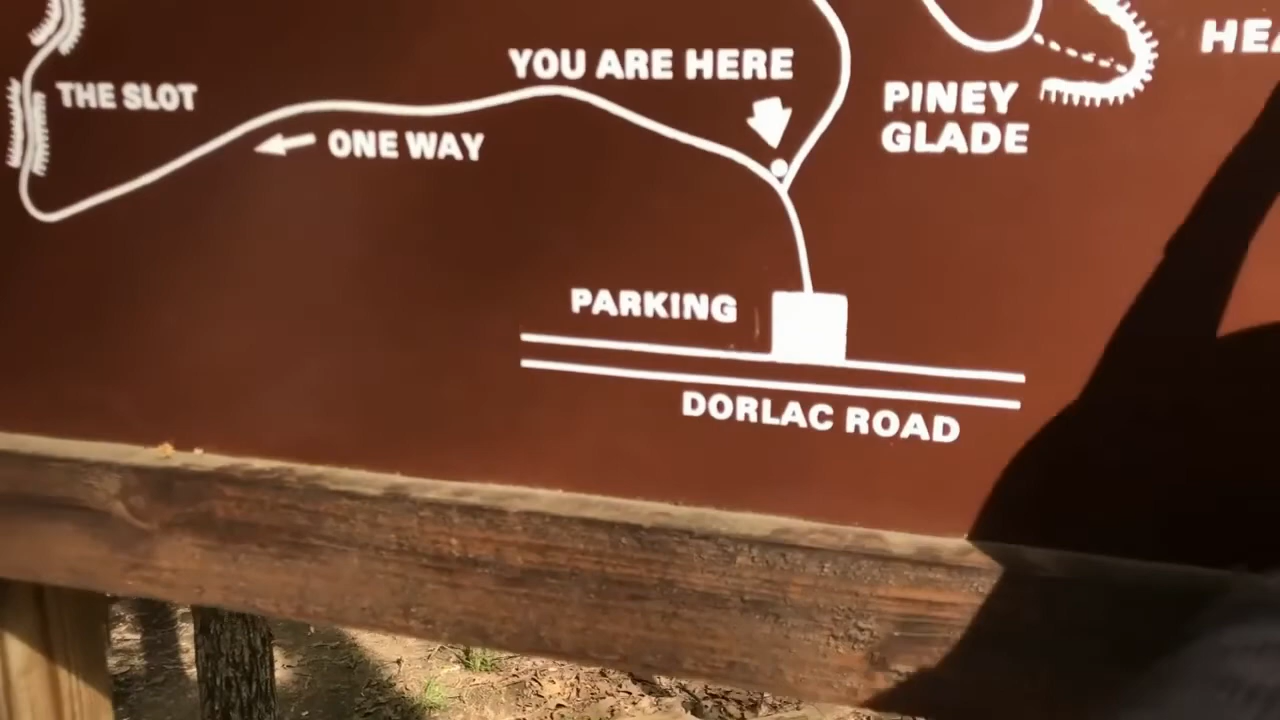 YOU ARE HERE
THE SLOT
PINEY
GLADE
ONE WAY
PARKING
DORLAC ROAD